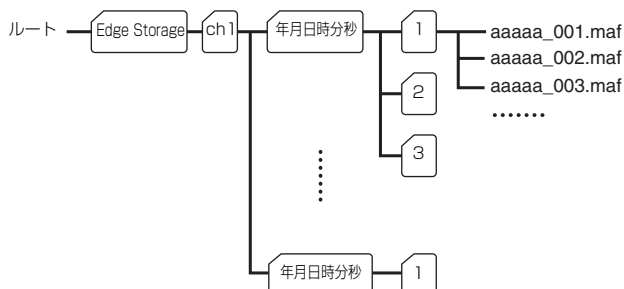 ルート Edge Storage ch1 年月日時分秒 1 aaaaa_001.maf
aaaaa_002.maf
aaaaa_003.maf
2
3
年月日時分秒 1